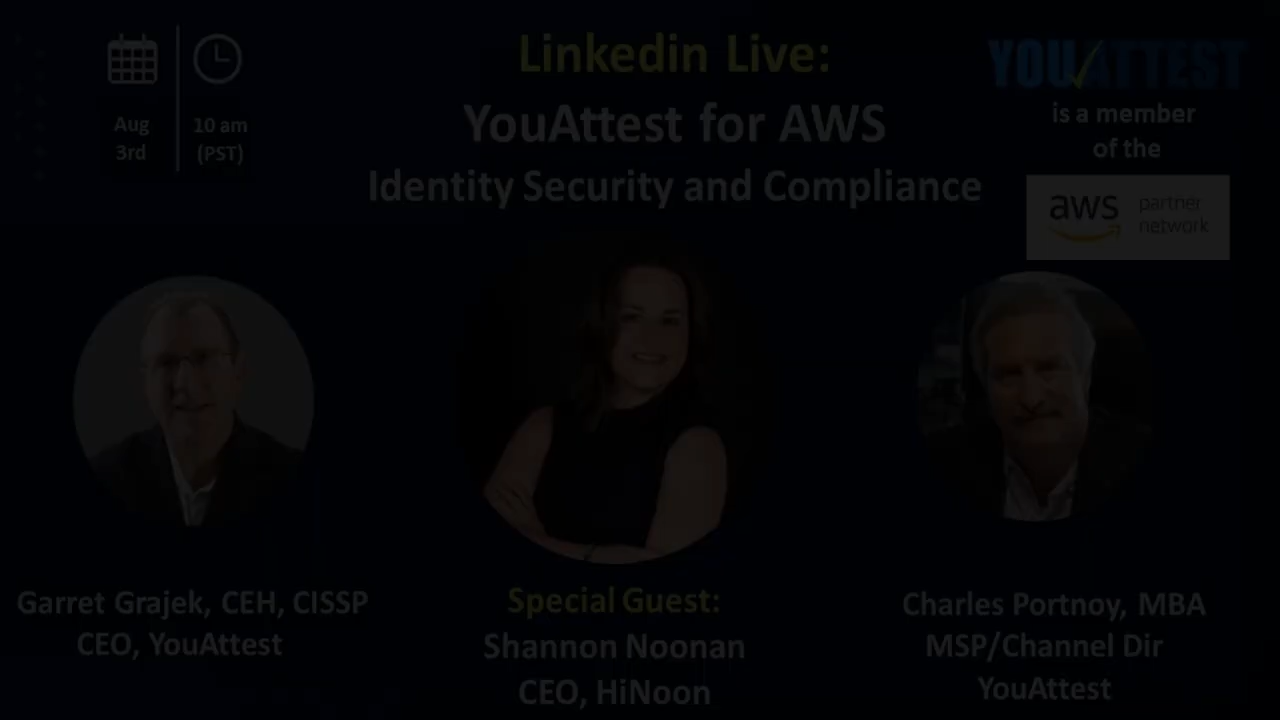 Aug
3rd
10 am
(PST)
Linkedin Live:
YouAttest for AWS
Identity Security and Compliance
YOUATTEST
is a member
of the
aws partner
network
Garret Grajek, CEH, CISSP
CEO, YouAttest
Special Guest:
Shannon Noonan
CEO, HiNoon
Charles Portnoy, MBA
MSP/Channel Dir
YouAttest